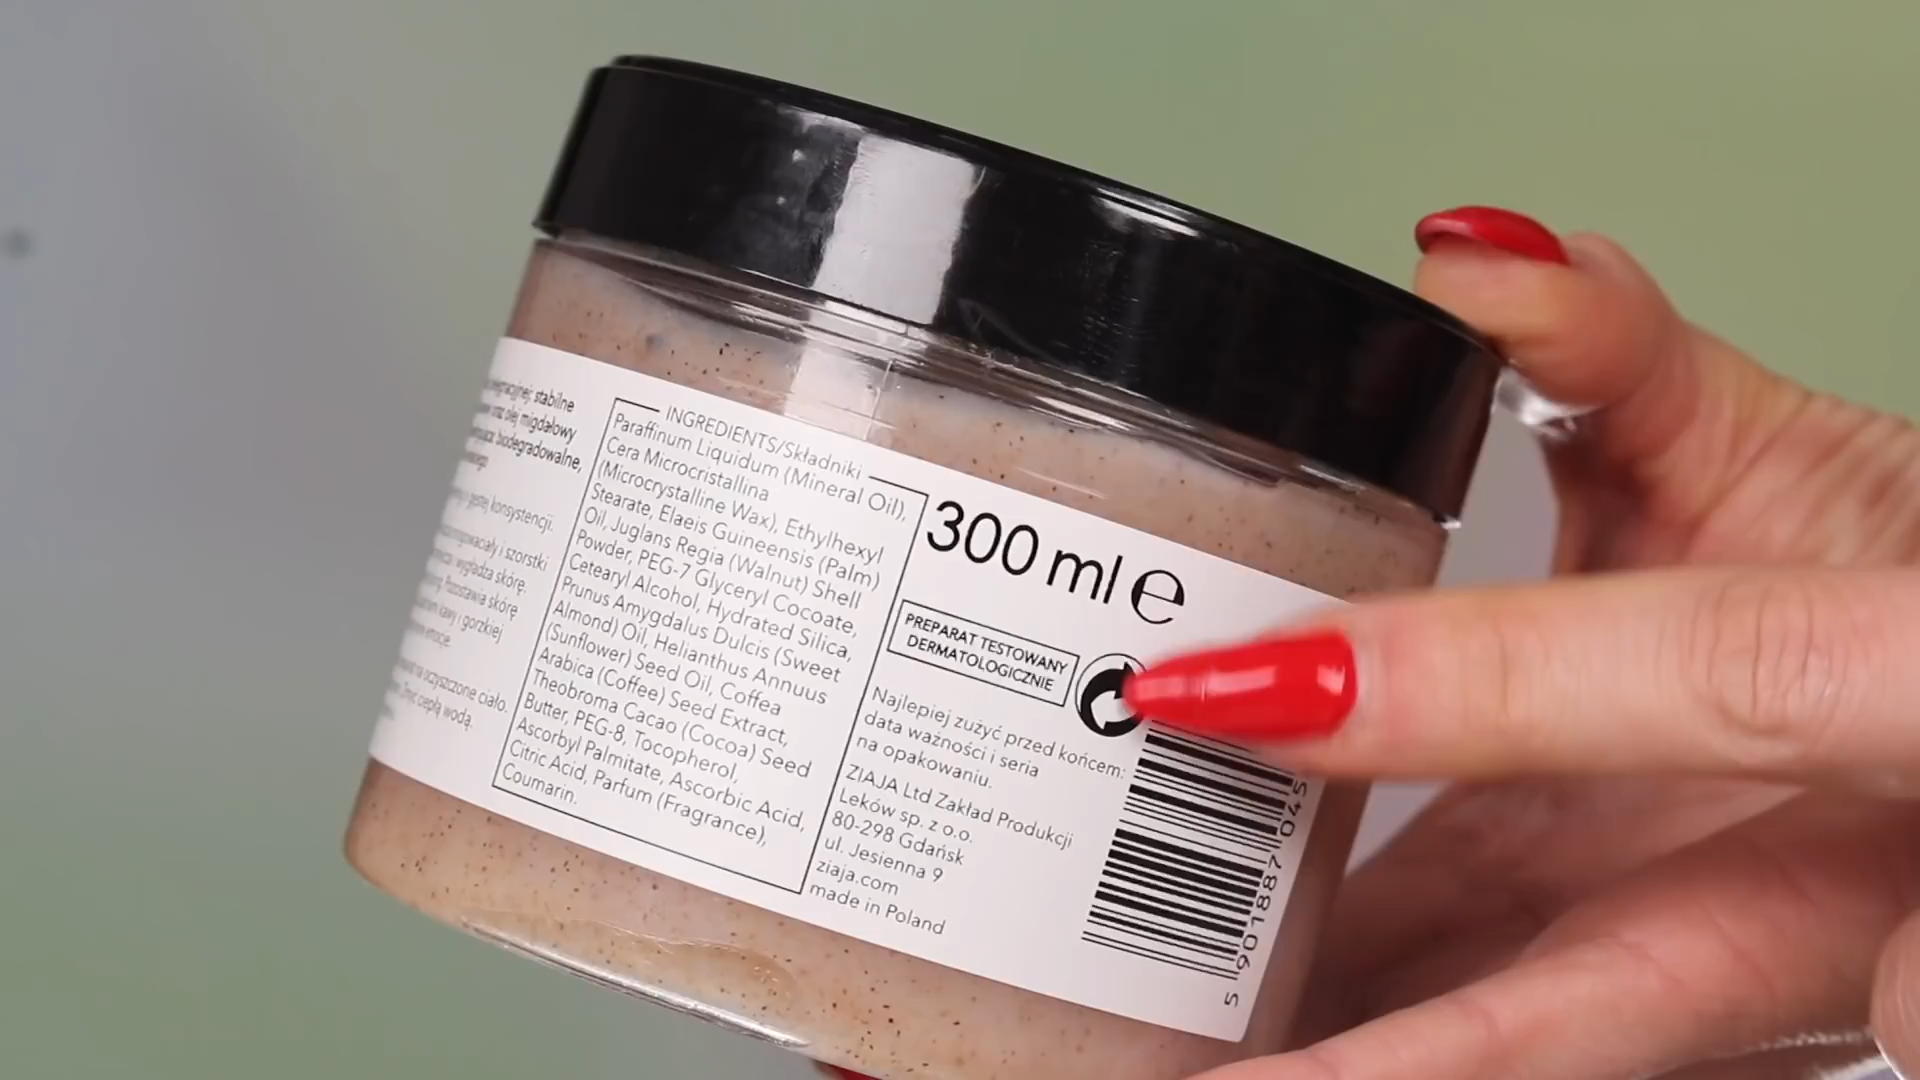 stabilne
oraz olej migdałowy
biodegradowalne,
gęstej konsystencji.
i szorstki
wygładza skórę.
Pozostawia skórę
kawy i gorzkiej
emocje.
na oczyszczone ciało.
ciepłą wodą.
INGREDIENTS/Składniki
Paraffinum Liquidum (Mineral Oil),
Cera Microcristallina
(Microcrystalline Wax), Ethylhexyl
Stearate, Elaeis Guineensis (Palm)
Oil, Juglans Regia (Walnut) Shell
Powder, PEG-7 Glyceryl Cocoate,
Cetearyl Alcohol, Hydrated Silica,
Prunus Amygdalus Dulcis (Sweet
Almond) Oil, Helianthus Annuus
(Sunflower) Seed Oil, Coffea
Arabica (Coffee) Seed Extract,
Theobroma Cacao (Cocoa) Seed
Butter, PEG-8, Tocopherol,
Ascorbyl Palmitate, Ascorbic Acid,
Citric Acid, Parfum (Fragrance),
Coumarin.
300 ml e
PREPARAT TESTOWANY
DERMATOLOGICZNIE
Najlepiej zużyć przed końcem:
data ważności i seria
na opakowaniu.
ZIAJA Ltd Zakład Produkcji
Leków sp. z o.o.
80-298 Gdańsk
ul. Jesienna 9
ziaja.com
made in Poland
5 901887 045